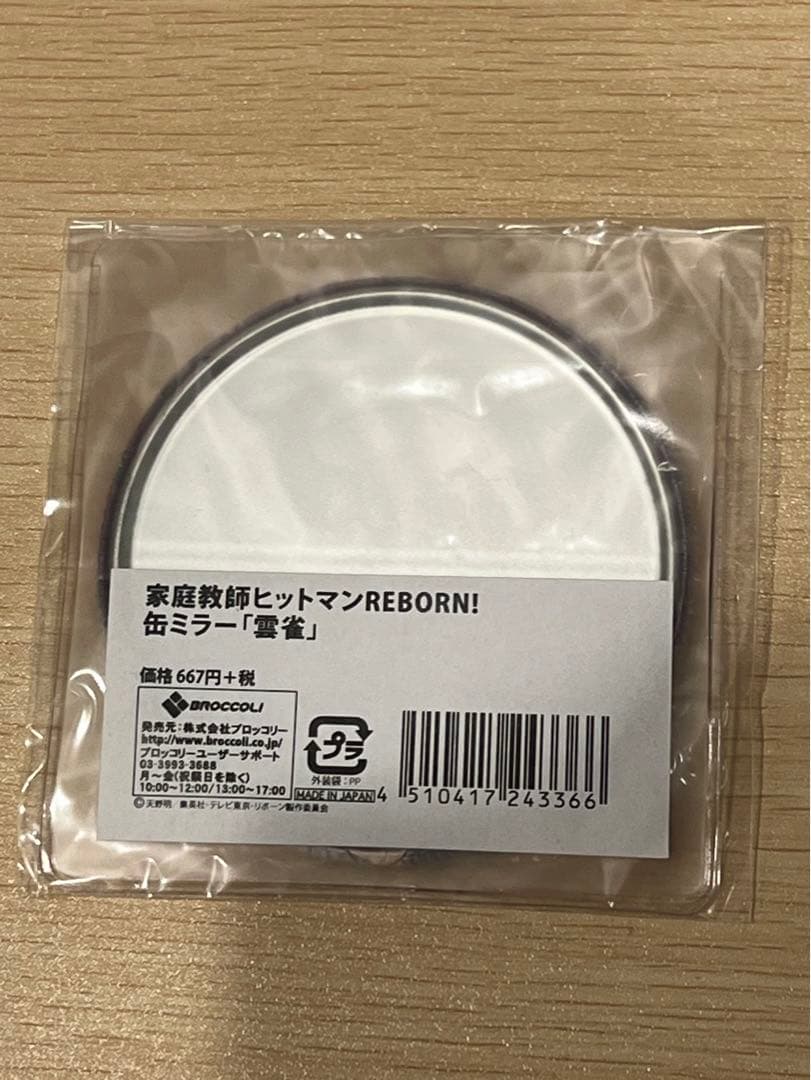 家庭教師ヒットマンREBORN!
缶ミラー「雲雀」
価格 667円+税
BROCCOLI
発売元:株式会社ブロッコリー
http://www.broccoli.co.jp/
ブロッコリーユーザーサポート
03-3993-3688
月～金(祝祭日を除く)
10:00～12:00/13:00～17:00
プラ
外装袋:PP
MADE IN JAPAN
4 510417 243366
©天野明／集英社・テレビ東京・リボーン製作委員会